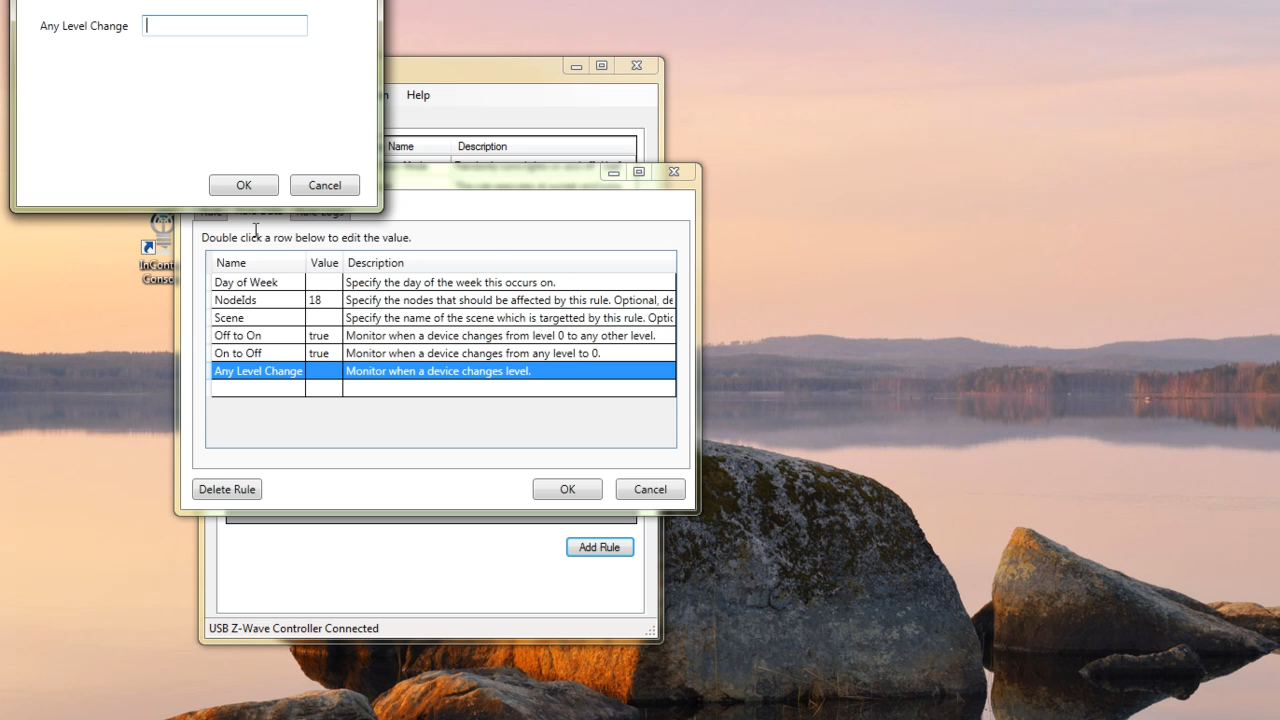 Any Level Change
OK
Cancel
Help
Name
Description
Double click a row below to edit the value.
Name Value Description
Day of Week Specify the day of the week this occurs on.
NodeIds 18 Specify the nodes that should be affected by this rule. Optional, de
Scene Specify the name of the scene which is targetted by this rule. Optic
Off to On true Monitor when a device changes from level 0 to any other level.
On to Off true Monitor when a device changes from any level to 0.
Any Level Change Monitor when a device changes level.
Delete Rule
OK
Cancel
Add Rule
USB Z-Wave Controller Connected
InCont
Conso